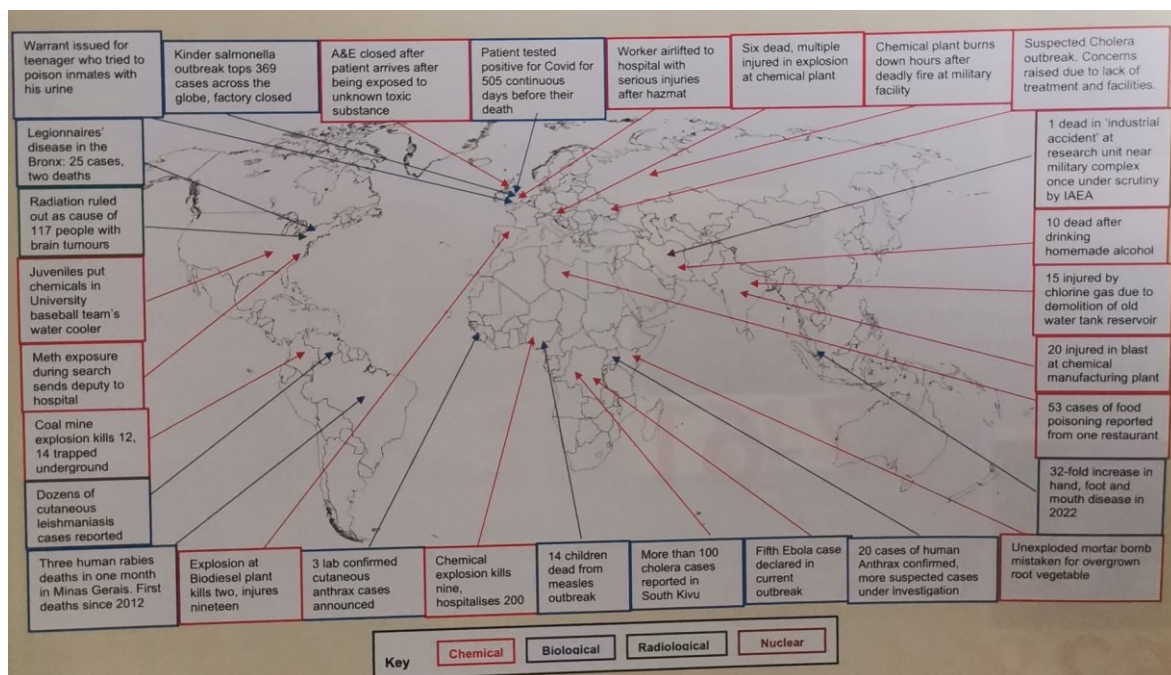 Warrant issued for
teenager who tried to
poison inmates with
his urine
Kinder salmonella
outbreak tops 369
cases across the
globe, factory closed
A&E closed after
patient arrives after
being exposed to
unknown toxic
substance
Patient tested
positive for Covid for
505 continuous
days before their
death
Worker airlifted to
hospital with
serious injuries
after hazmat
Six dead, multiple
injured in explosion
at chemical plant
Chemical plant burns
down hours after
deadly fire at military
facility
Suspected Cholera
outbreak. Concerns
raised due to lack of
treatment and facilities.
Legionnaires'
disease in the
Bronx: 25 cases,
two deaths
Radiation ruled
out as cause of
117 people with
brain tumours
Juveniles put
chemicals in
University
baseball team's
water cooler
Meth exposure
during search
sends deputy to
hospital
Coal mine
explosion kills 12,
14 trapped
underground
Dozens of
cutaneous
leishmaniasis
cases reported
1 dead in 'industrial
accident' at
research unit near
military complex
once under scrutiny
by IAEA
10 dead after
drinking
homemade alcohol
15 injured by
chlorine gas due to
demolition of old
water tank reservoir
20 injured in blast
at chemical
manufacturing plant
53 cases of food
poisoning reported
from one restaurant
32-fold increase in
hand, foot and
mouth disease in
2022
Three human rabies
deaths in one month
in Minas Gerais. First
deaths since 2012
Explosion at
Biodiesel plant
kills two, injures
nineteen
3 lab confirmed
cutaneous
anthrax cases
announced
Chemical
explosion kills
nine,
hospitalises 200
14 children
dead from
measles
outbreak
More than 100
cholera cases
reported in
South Kivu
Fifth Ebola case
declared in
current
outbreak
20 cases of human
Anthrax confirmed,
more suspected cases
under investigation
Unexploded mortar bomb
mistaken for overgrown
root vegetable
Key
Chemical
Biological
Radiological
Nuclear